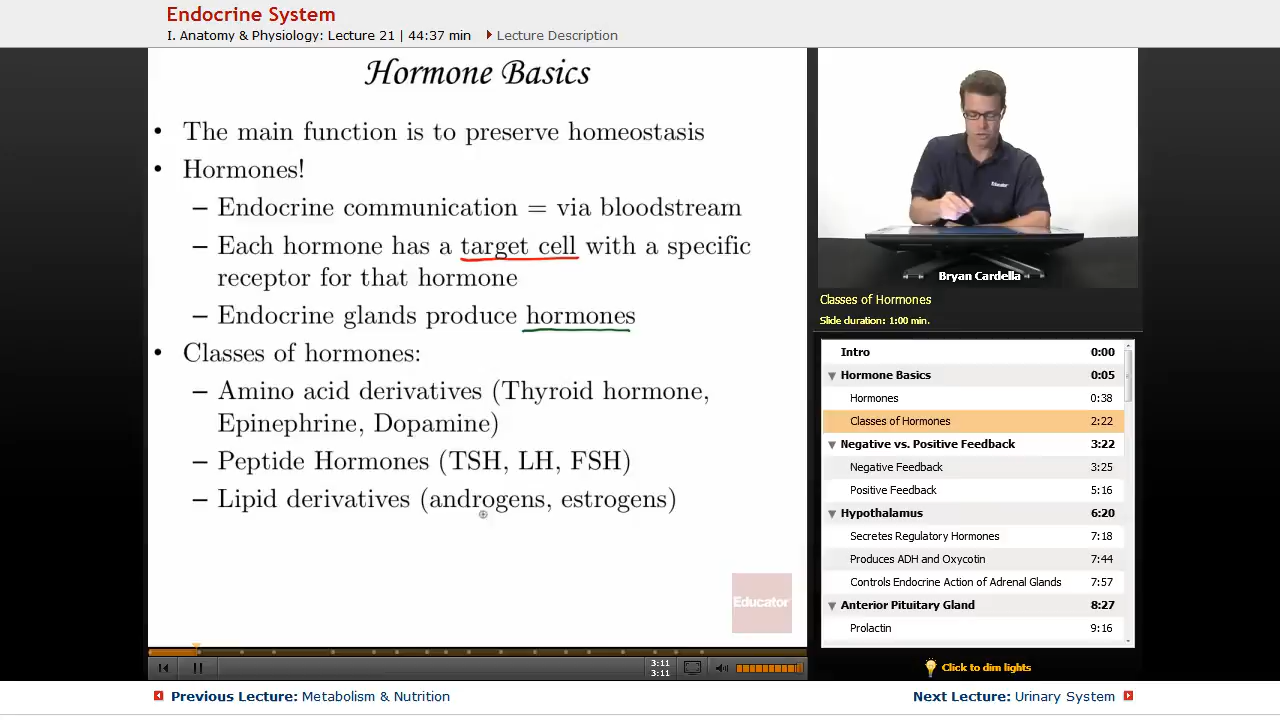 Endocrine System
I. Anatomy & Physiology: Lecture 21 | 44:37 min
Lecture Description
Hormone Basics
• The main function is to preserve homeostasis
• Hormones!
– Endocrine communication = via bloodstream
– Each hormone has a target cell with a specific
receptor for that hormone
– Endocrine glands produce hormones
• Classes of hormones:
– Amino acid derivatives (Thyroid hormone,
Epinephrine, Dopamine)
– Peptide Hormones (TSH, LH, FSH)
– Lipid derivatives (androgens, estrogens)
Educator
3:11
3:11
Educator
Bryan Cardella
Classes of Hormones
Slide duration: 1:00 min.
Intro 0:00
Hormone Basics 0:05
Hormones 0:38
Classes of Hormones 2:22
Negative vs. Positive Feedback 3:22
Negative Feedback 3:25
Positive Feedback 5:16
Hypothalamus 6:20
Secretes Regulatory Hormones 7:18
Produces ADH and Oxycotin 7:44
Controls Endocrine Action of Adrenal Glands 7:57
Anterior Pituitary Gland 8:27
Prolactin 9:16
Click to dim lights
Previous Lecture: Metabolism & Nutrition
Next Lecture: Urinary System